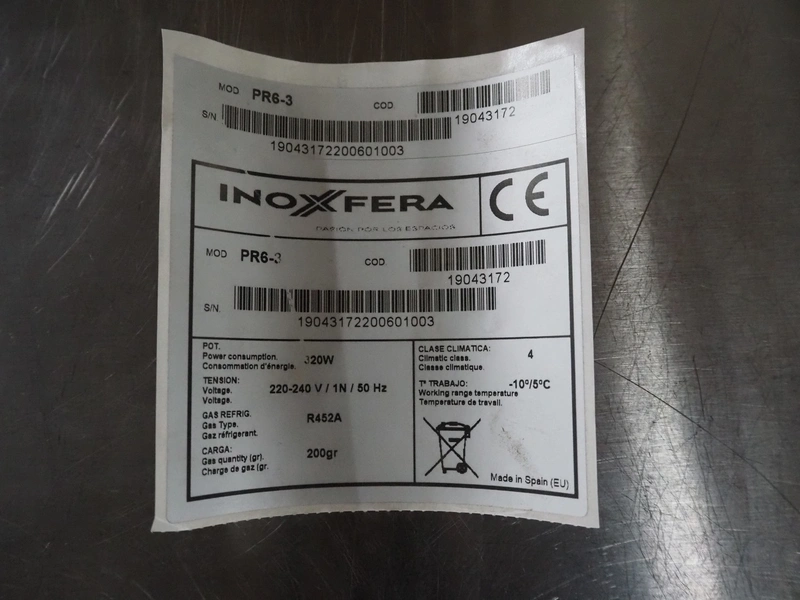 MOD PR6-3 COD
19043172
S/N
19043172200601003
INOXFERA CE
PASIÓN POR LOS ESPACIOS
MOD PR6-3 COD
19043172
S/N
19043172200601003
POT.
Power consumption. 320W
Consommation d'énergie.
TENSION:
Voltage. 220-240 V / 1N / 50 Hz
Voltage.
GAS REFRIG.
Gas Type. R452A
Gaz réfrigérant.
CARGA:
Gas quantity (gr). 200gr
Charge de gaz (gr.
CLASE CLIMATICA:
Climatic class. 4
Classe climatique.
Tª TRABAJO: -10º/5ºC
Working range temperature
Temperature de travail.
Made in Spain (EU)